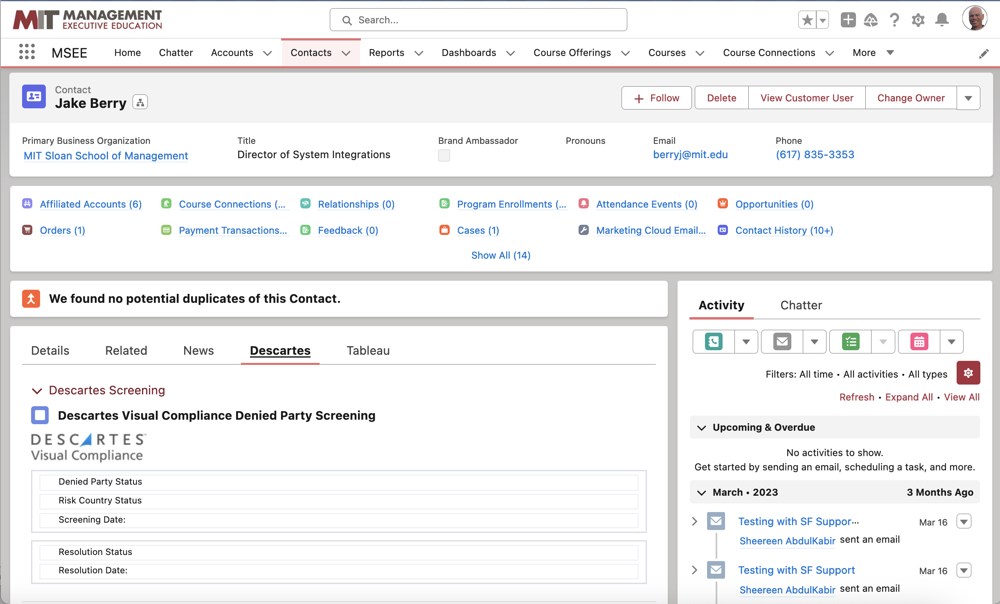 MIT MANAGEMENT
EXECUTIVE EDUCATION
Search...
MSEE
Home
Chatter
Accounts
Contacts
Reports
Dashboards
Course Offerings
Courses
Course Connections
More
Contact
Jake Berry
Follow
Delete
View Customer User
Change Owner
Primary Business Organization
MIT Sloan School of Management
Title
Director of System Integrations
Brand Ambassador
Pronouns
Email
berryj@mit.edu
Phone
(617) 835-3353
Affiliated Accounts (6)
Course Connections (...
Relationships (0)
Program Enrollments (...
Attendance Events (0)
Opportunities (0)
Orders (1)
Payment Transactions...
Feedback (0)
Cases (1)
Marketing Cloud Email...
Contact History (10+)
Show All (14)
We found no potential duplicates of this Contact.
Details
Related
News
Descartes
Tableau
Descartes Screening
Descartes Visual Compliance Denied Party Screening
DESCARTES™
Visual Compliance
Denied Party Status
Risk Country Status
Screening Date:
Resolution Status
Resolution Date:
Activity
Chatter
Filters: All time • All activities • All types
Refresh • Expand All • View All
Upcoming & Overdue
No activities to show.
Get started by sending an email, scheduling a task, and more.
March • 2023
3 Months Ago
Testing with SF Suppor...
Mar 16
Sheereen AbdulKabir sent an email
Testing with SF Support
Mar 16
Sheereen AbdulKabir sent an email